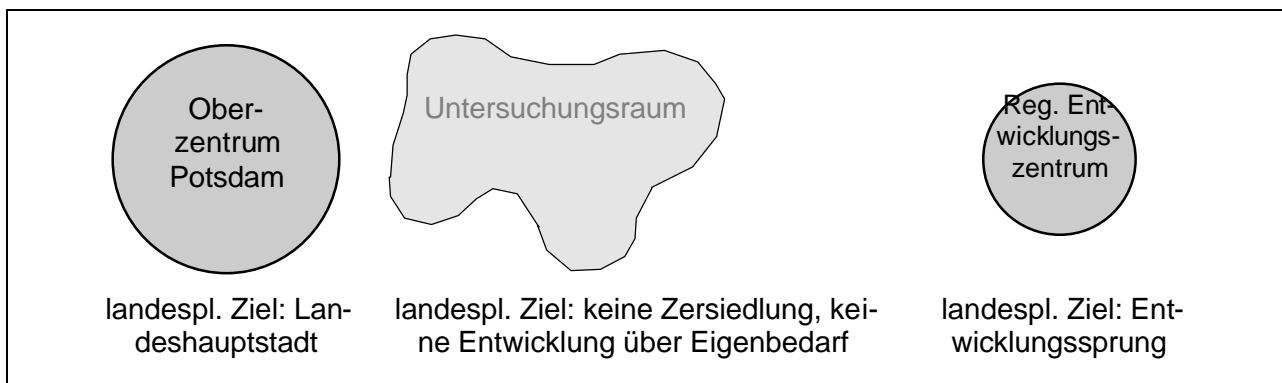 Ober-
zentrum
Potsdam
Untersuchungsraum
Reg. Ent-
wicklungs-
zentrum
landespl. Ziel: Lan-
deshauptstadt
landespl. Ziel: keine Zersiedlung, kei-
ne Entwicklung über Eigenbedarf
landespl. Ziel: Ent-
wicklungssprung